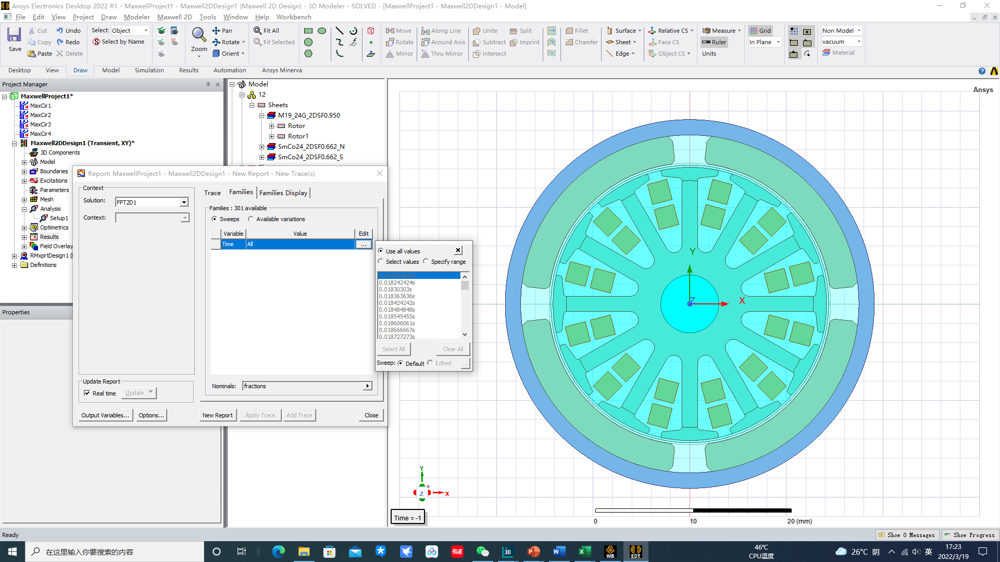 Ansys Electronics Desktop 2022 R1 - MaxwellProject1 - Maxwell2DDesign1 (Maxwell 2D Design) - 3D Modeler - SOLVED - [MaxwellProject1 - Maxwell2DDesign1 - Model]
File Edit View Project Draw Modeler Maxwell 2D Tools Window Help Workbench
Save
Cut
Copy
Paste
Undo
Redo
Delete
Select: Object
Select by Name
Zoom
Pan
Rotate
Orient
Fit All
Fit Selected
Move
Rotate
Mirror
Along Line
Around Axis
Thru Mirror
Unite
Subtract
Intersect
Split
Imprint
Fillet
Chamfer
Surface
Sheet
Edge
Relative CS
Face CS
Object CS
Measure
Ruler
Units
Grid
In Plane
Non Model
vacuum
Material
Desktop View Draw Model Simulation Results Automation Ansys Minerva
Project Manager
MaxwellProject1*
MaxCir1
MaxCir2
MaxCir3
MaxCir4
Maxwell2DDesign1 (Transient, XY)*
3D Components
Model
Boundaries
Excitations
Parameters
Mesh
Analysis
Setup1
Optimetrics
Results
Field Overlay
RMxprtDesign1 (
Definitions
Properties
Model
12
Sheets
M19_24G_2DSF0.950
Rotor
Rotor1
SmCo24_2DSF0.662_N
SmCo24_2DSF0.662_S
Report: MaxwellProject1 - Maxwell2DDesign1 - New Report - New Trace(s)
Context
Solution: FFT2D1
Context:
Update Report
Real time Update
Output Variables... Options...
Trace Families Families Display
Families : 301 available
Sweeps Available variations
Variable Value Edit
Time All ...
Nominals: fractions
New Report Apply Trace Add Trace Close
Use all values
Select values Specify range
0.018181818s
0.018242424s
0.01830303s
0.018363636s
0.018424242s
0.018484848s
0.018545455s
0.018606061s
0.018666667s
0.018727273s
Select All Clear All
Sweep: Default Edited ...
Ansys
Y
X
Z
Y
Z
X
Time = -1
0 10 20 (mm)
Ready
Show 0 Messages Show Progress
在这里输入你要搜索的内容
有道
3D
WB
EDT
46℃
CPU温度
26°C 阴
英
17:23
2022/3/19